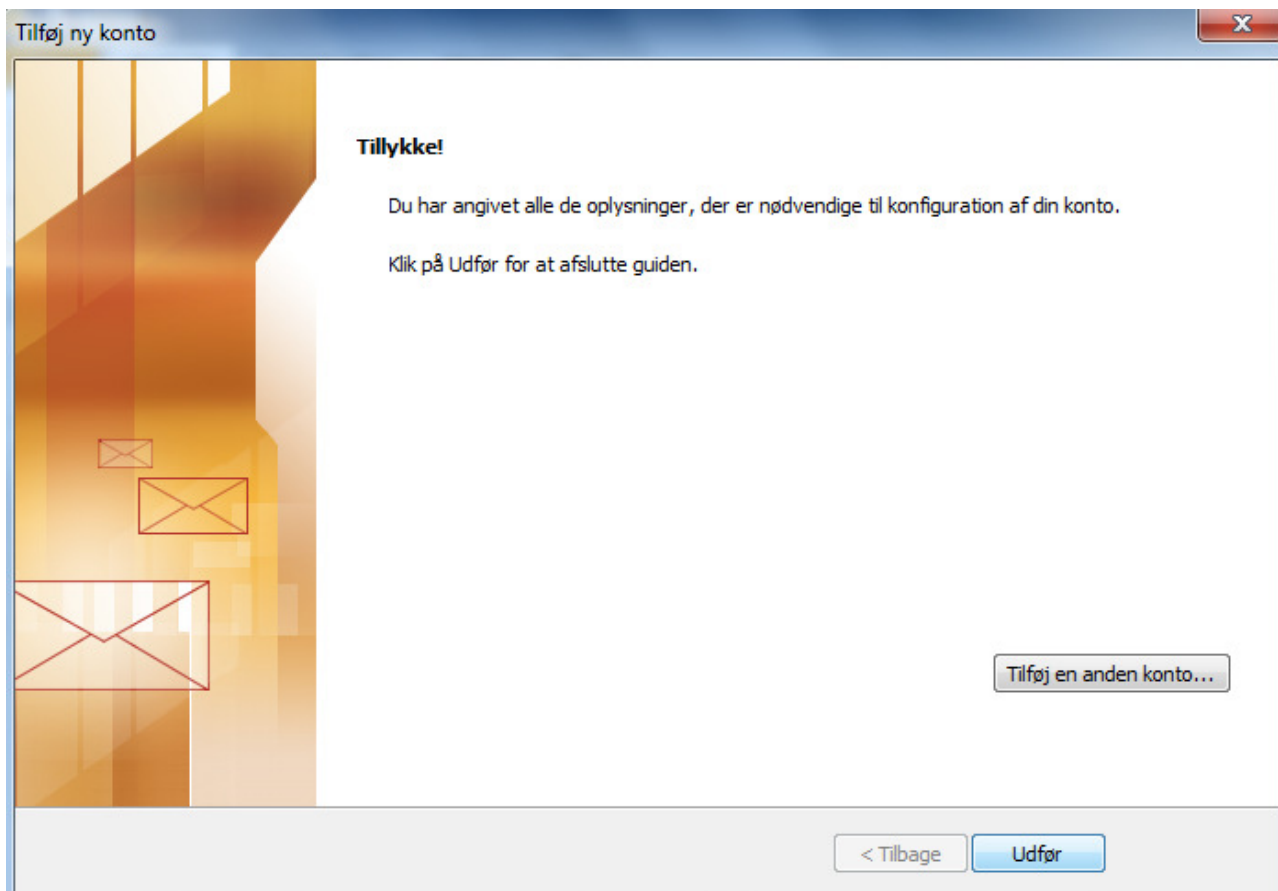 Tilføj ny konto
Tillykke!
Du har angivet alle de oplysninger, der er nødvendige til konfiguration af din konto.
Klik på Udfør for at afslutte guiden.
Tilføj en anden konto...
< Tilbage
Udfør